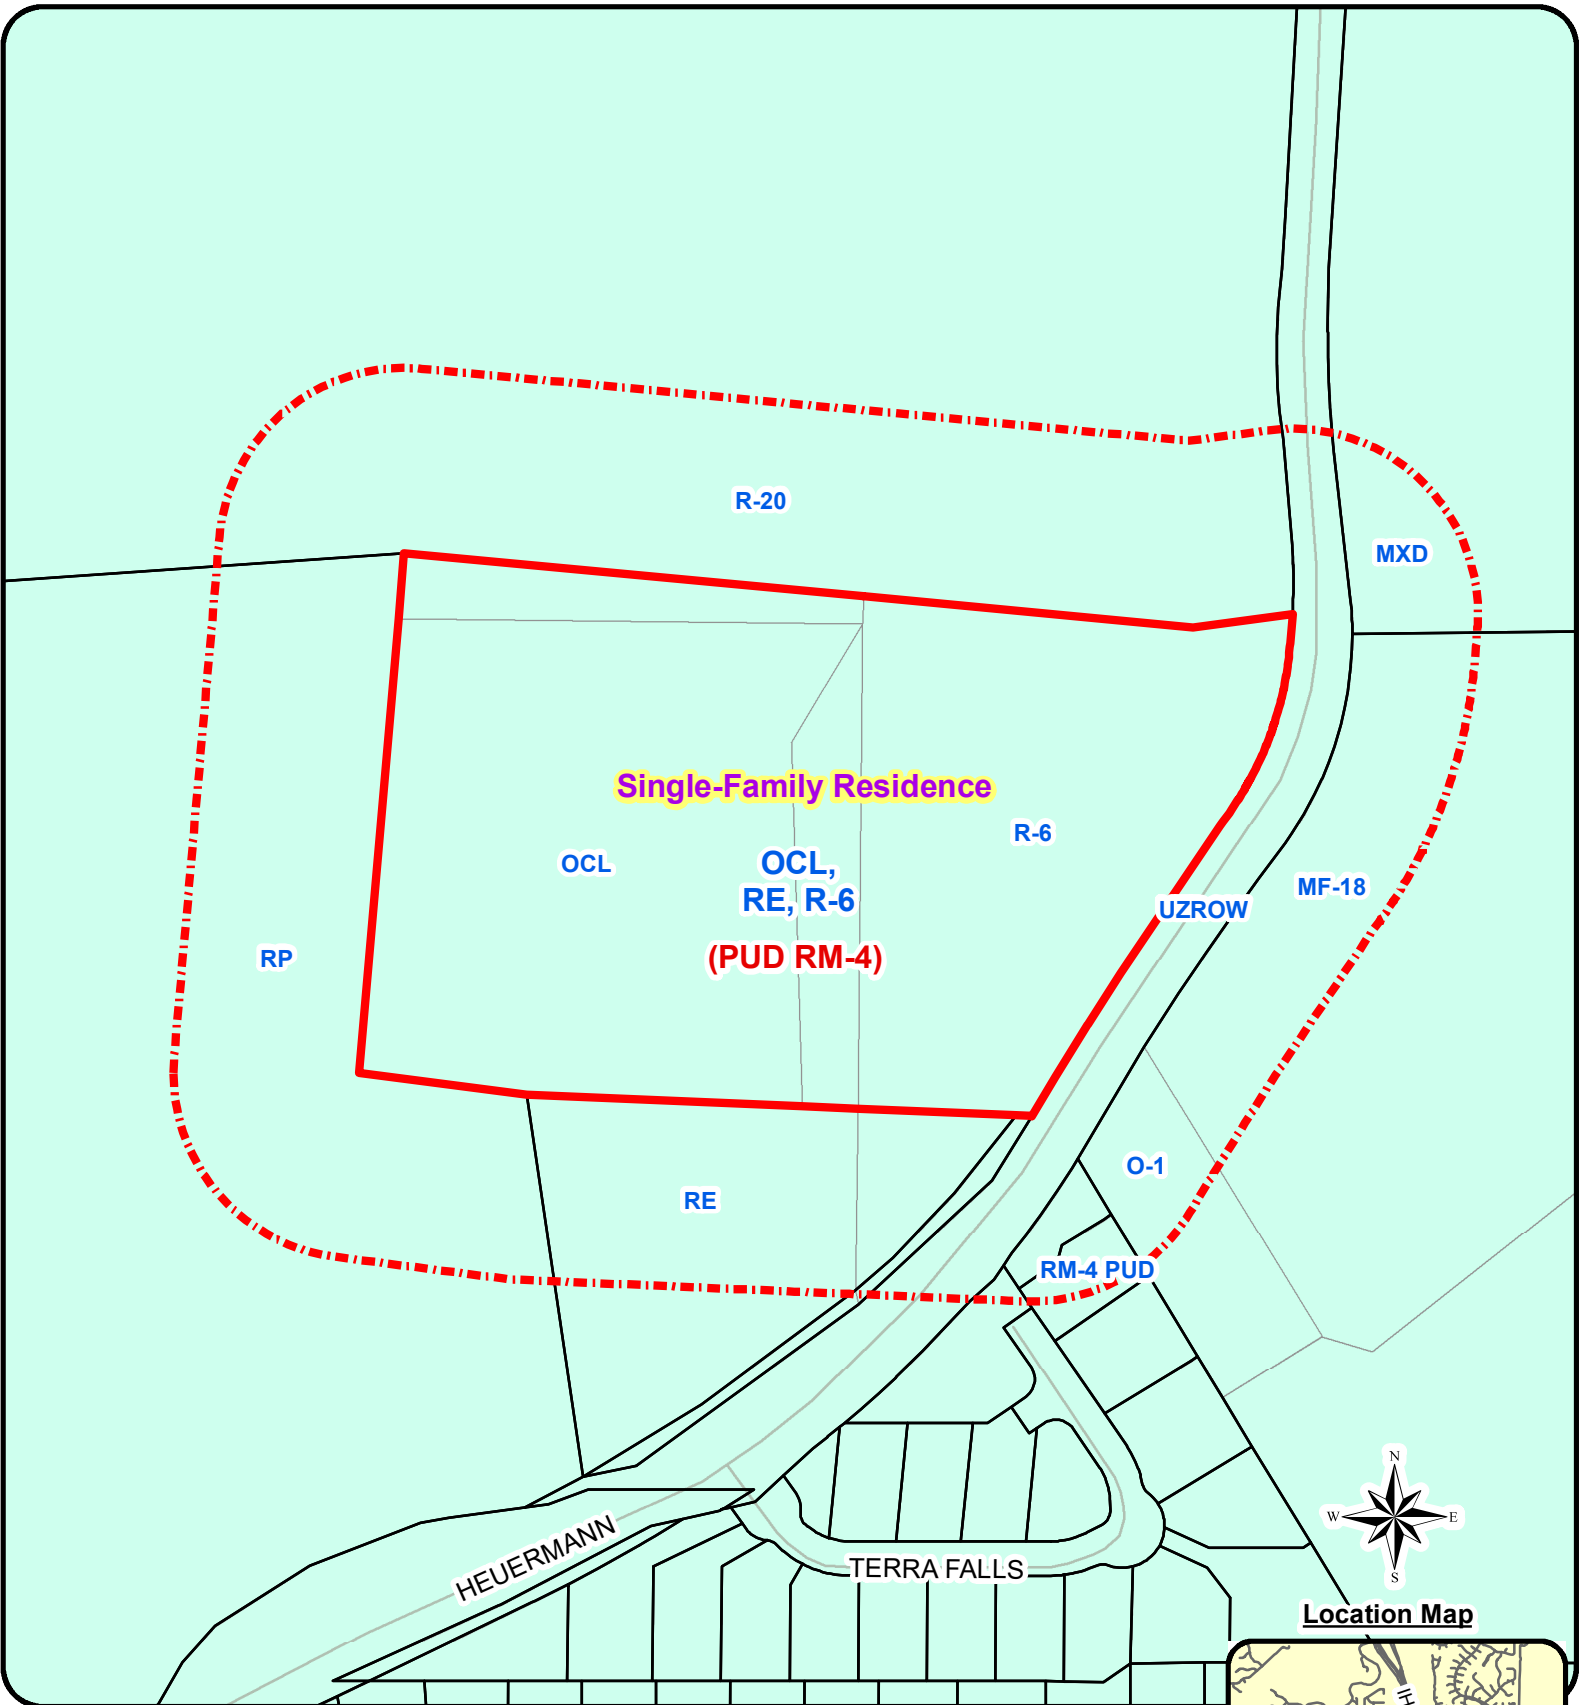 R-20
MXD
Single-Family Residence
R-6
OCL
OCL,
RE, R-6
MF-18
UZROW
(PUD RM-4)
RP
O-1
RE
RM-4 PUD
N
W
E
S
HEUERMANN
TERRA FALLS
Location Map
IH